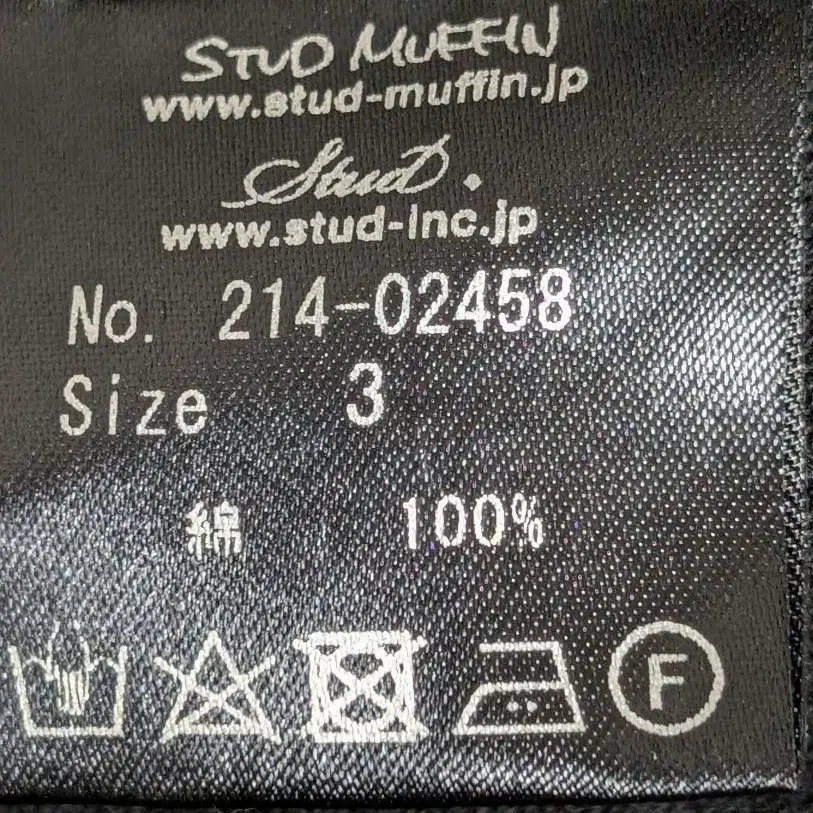 STUD MUFFIN
www.stud-muffin.jp
Stud.
www.stud-inc.jp
No. 214-02458
Size 3
綿 100%
F